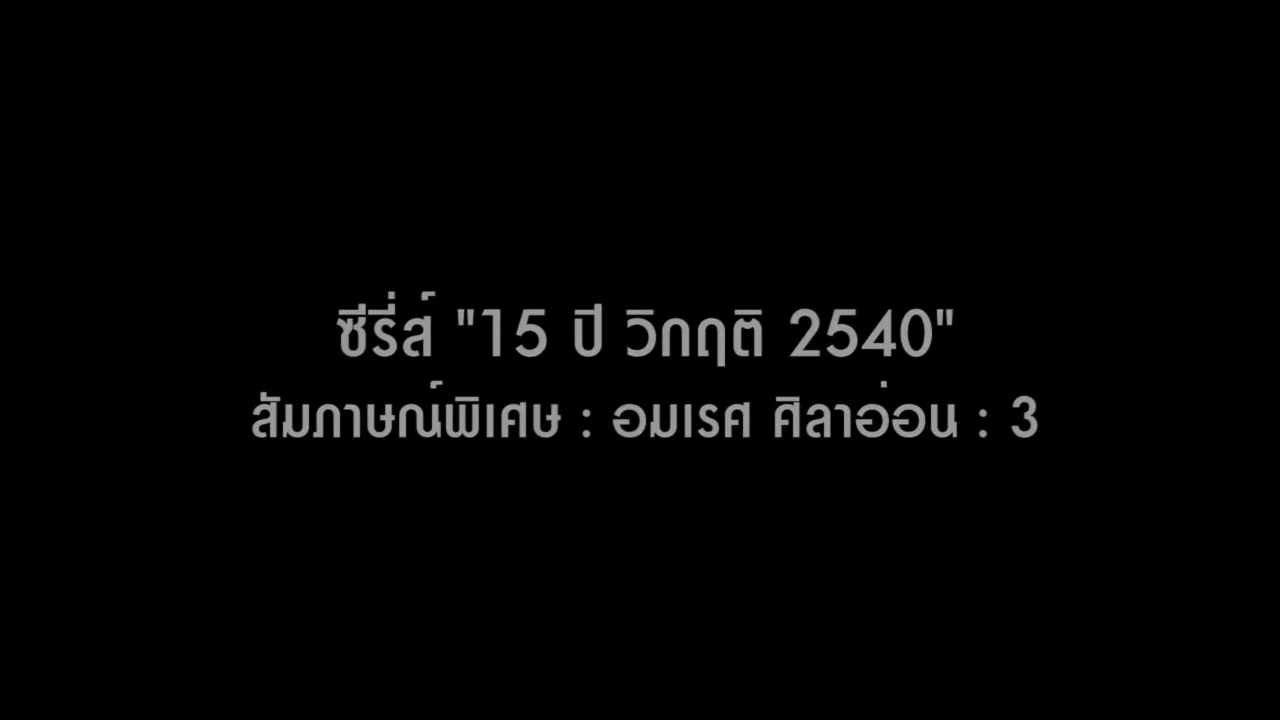 ซีรี่ส์ "15 ปี วิกฤติ 2540"
สัมภาษณ์พิเศษ : อมเรศ ศิลาอ่อน : 3